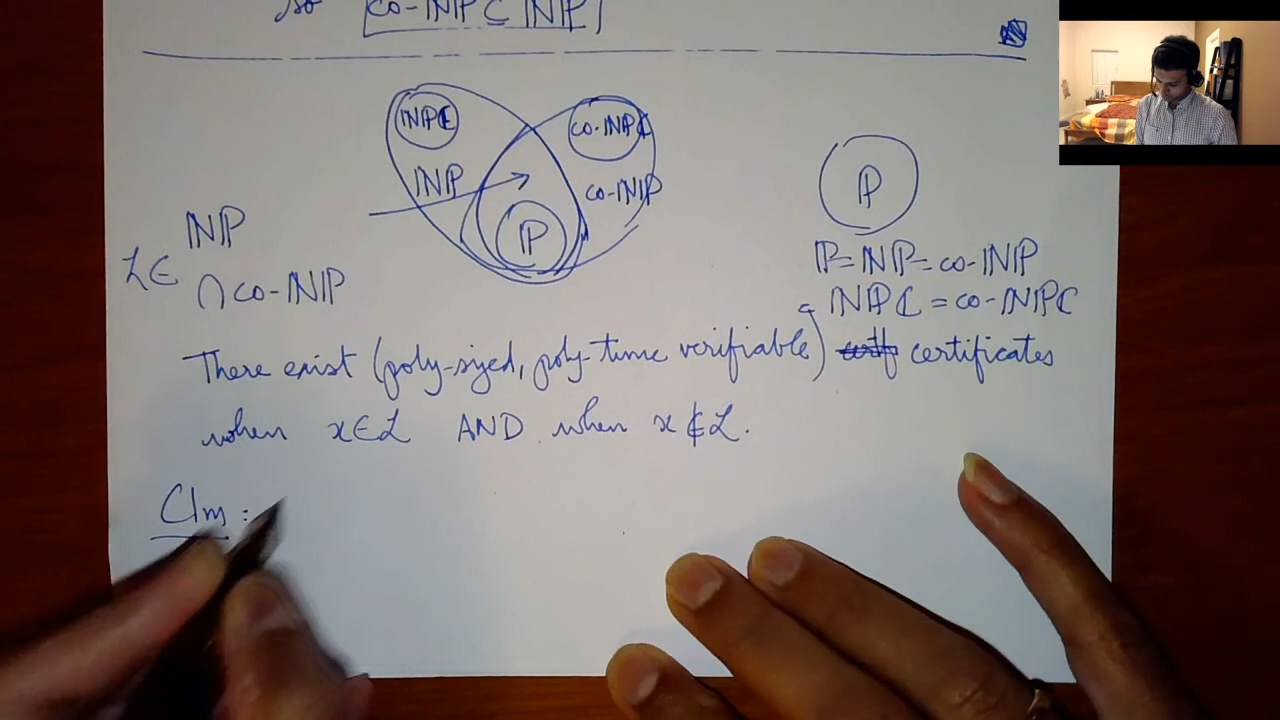 so co-NP ⊆ NP
NPC
NP
co-NPC
co-NP
P
P
P=NP=co-NP
NPC = co-NPC
L∈ NP
∩ co-NP
There exist (poly-sized, poly-time verifiable) certificates
when x∈L AND when x∉L.
Clm: